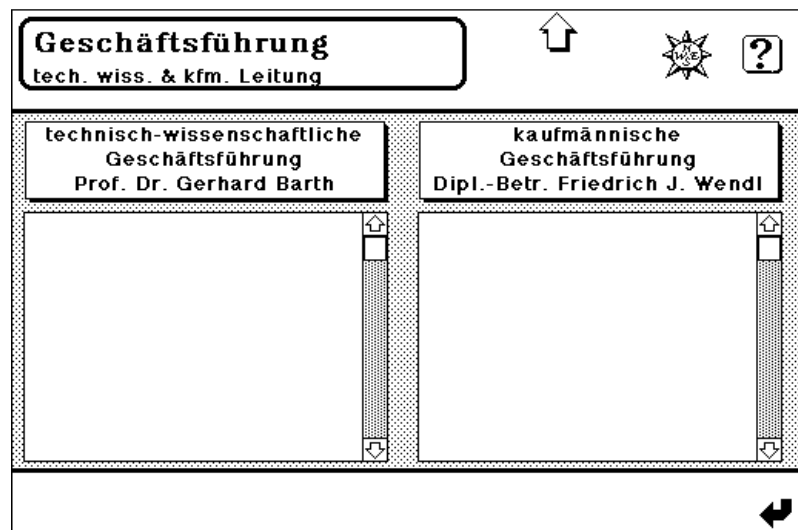 Geschäftsführung
tech. wiss. & kfm. Leitung
N
W E
S
?
technisch-wissenschaftliche
Geschäftsführung
Prof. Dr. Gerhard Barth
kaufmännische
Geschäftsführung
Dipl.-Betr. Friedrich J. Wendl